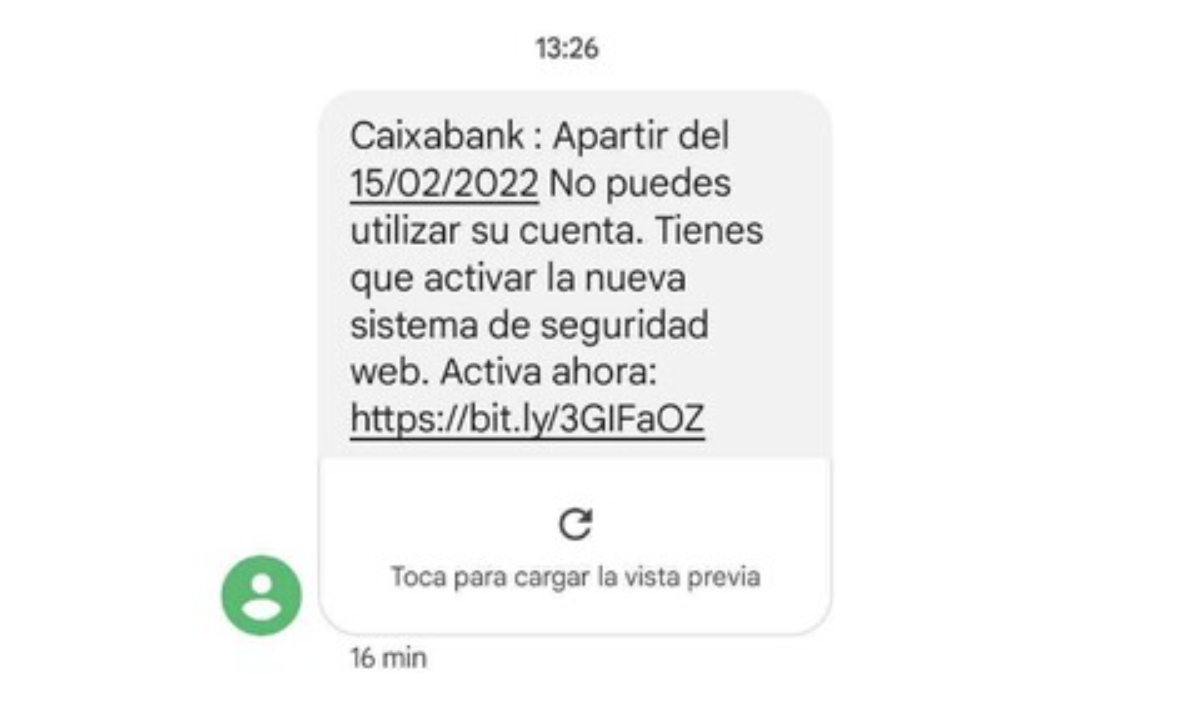 13:26
Caixabank : Apartir del
15/02/2022 No puedes
utilizar su cuenta. Tienes
que activar la nueva
sistema de seguridad
web. Activa ahora:
https://bit.ly/3GIFaOZ
Toca para cargar la vista previa
16 min